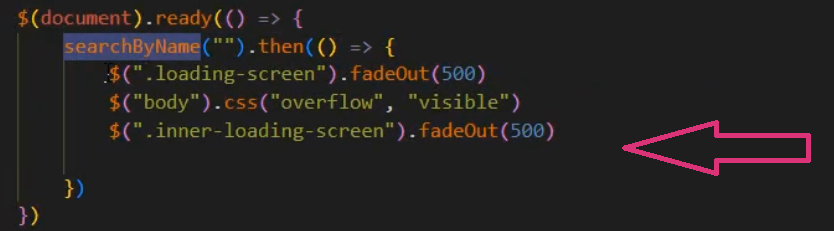 $(document).ready(() => {
searchByName("").then(() => {
$(".loading-screen").fadeOut(500)
$("body").css("overflow", "visible")
$(".inner-loading-screen").fadeOut(500)
})
})